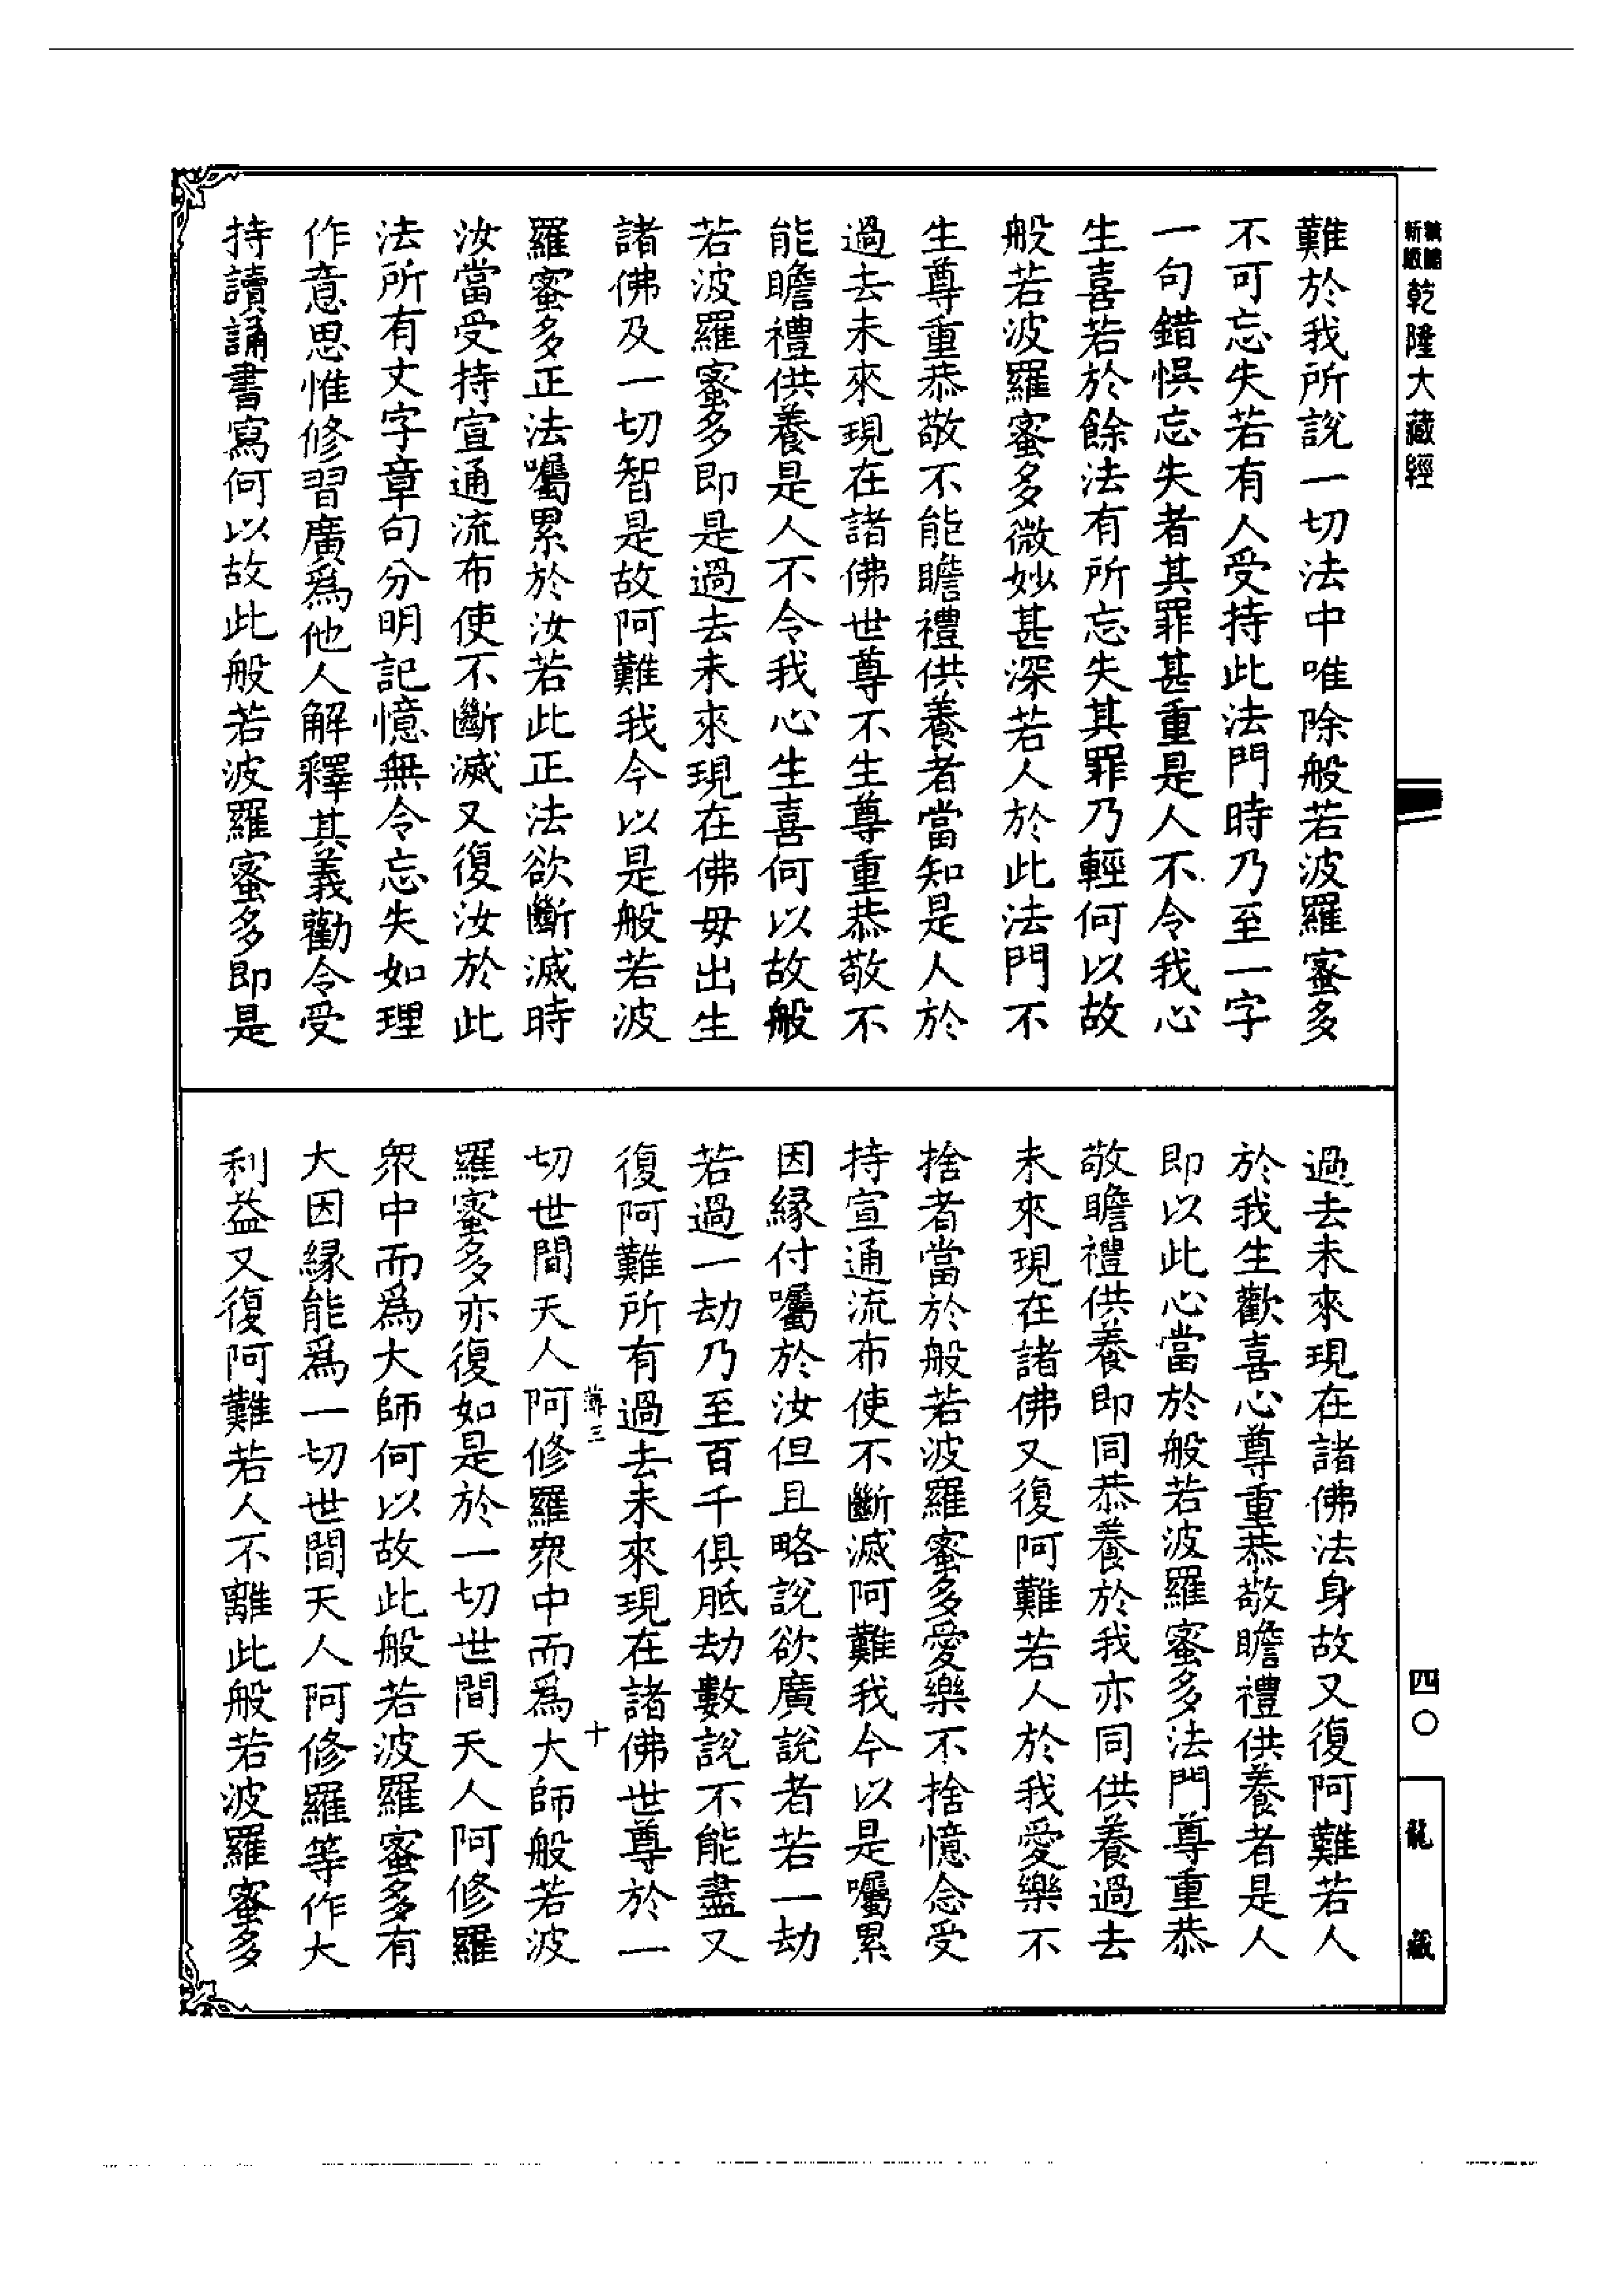 新版乾隆大藏經
難於我所說一切法中唯除般若波羅蜜多
不可忘失若有人受持此法門時乃至一字
一句錯悞忘失者其罪甚重是人不令我心
生喜若於餘法有所忘失其罪乃輕何以故
般若波羅蜜多微妙甚深若人於此法門不
生尊重恭敬不能瞻禮供養者當知是人於
過去未來現在諸佛世尊不生尊重恭敬不
能瞻禮供養是人不令我心生喜何以故般
若波羅蜜多即是過去未來現在佛毋出生
諸佛及一切智是故阿難我今以是般若波
羅蜜多正法囑累於汝若此正法欲斷滅時
汝當受持宣通流布使不斷滅又復汝於此
法所有文字章句分明記憶無令忘失如理
作意思惟修習廣爲他人解釋其義勸令受
持讀誦書寫何以故此般若波羅蜜多即是
過去未來現在諸佛法身故又復阿難若人
於我生歡喜心尊重恭敬瞻禮供養者是人
即以此心當於般若波羅蜜多法門尊重恭
敬瞻禮供養即同恭養於我亦同供養過去
未來現在諸佛又復阿難若人於我愛樂不
捨者當於般若波羅蜜多愛樂不捨憶念受
持宣通流布使不斷滅阿難我今以是囑累
因緣付囑於汝但且略說欲廣說者若一劫
若過一劫乃至百千俱胝劫數說不能盡又
復阿難所有過去未來現在諸佛世尊於一
薄三 十
切世間天人阿修羅衆中而爲大師般若波
羅蜜多亦復如是於一切世間天人阿修羅
衆中而爲大師何以故此般若波羅蜜多有
大因緣能爲一切世間天人阿修羅等作大
利益又復阿難若人不離此般若波羅蜜多
四〇
龍藏